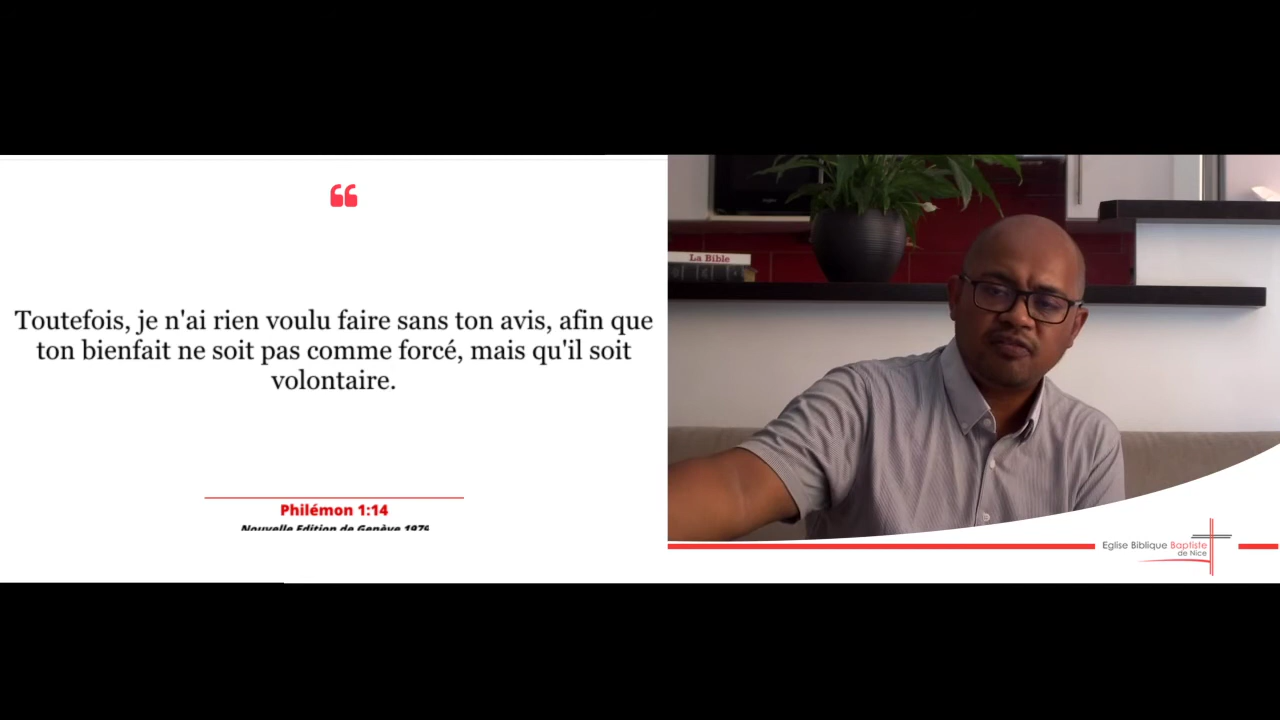 Toutefois, je n'ai rien voulu faire sans ton avis, afin que
ton bienfait ne soit pas comme forcé, mais qu'il soit
volontaire.
Philémon 1:14
Nouvelle Edition de Genève 1979
La Bible
Eglise Biblique Baptiste
de Nice